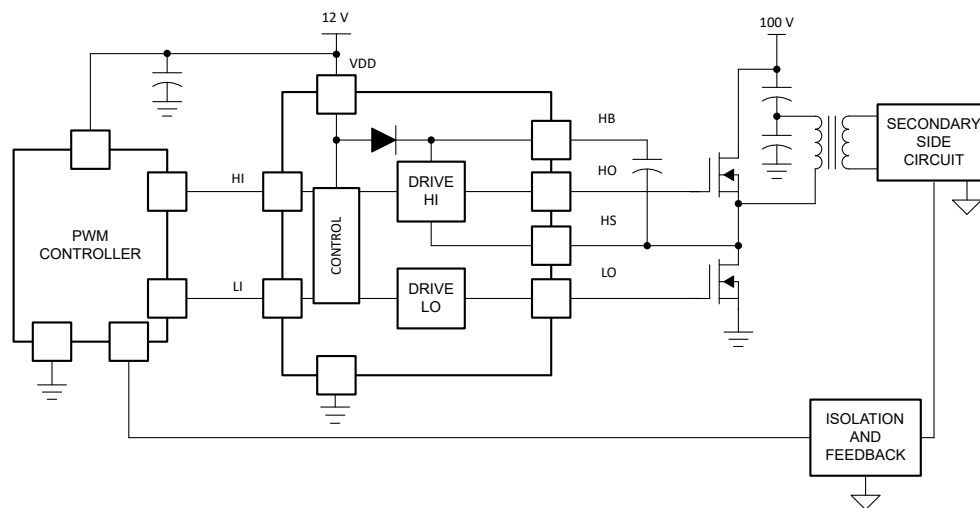 12 V
100 V
VDD
HI
LI
PWM
CONTROLLER
CONTROL
DRIVE
HI
DRIVE
LO
HB
HO
HS
LO
SECONDARY
SIDE
CIRCUIT
ISOLATION
AND
FEEDBACK